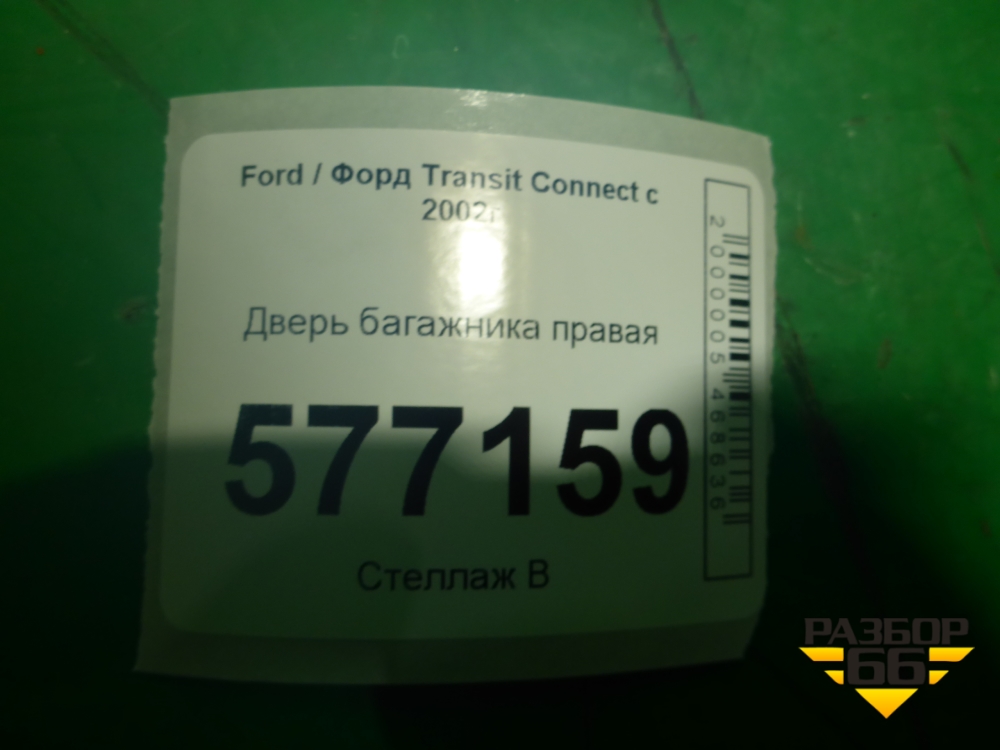 Ford / Форд Transit Connect с
2002г
Дверь багажника правая
577159
Стеллаж В
2000005468636
РАЗБОР
66